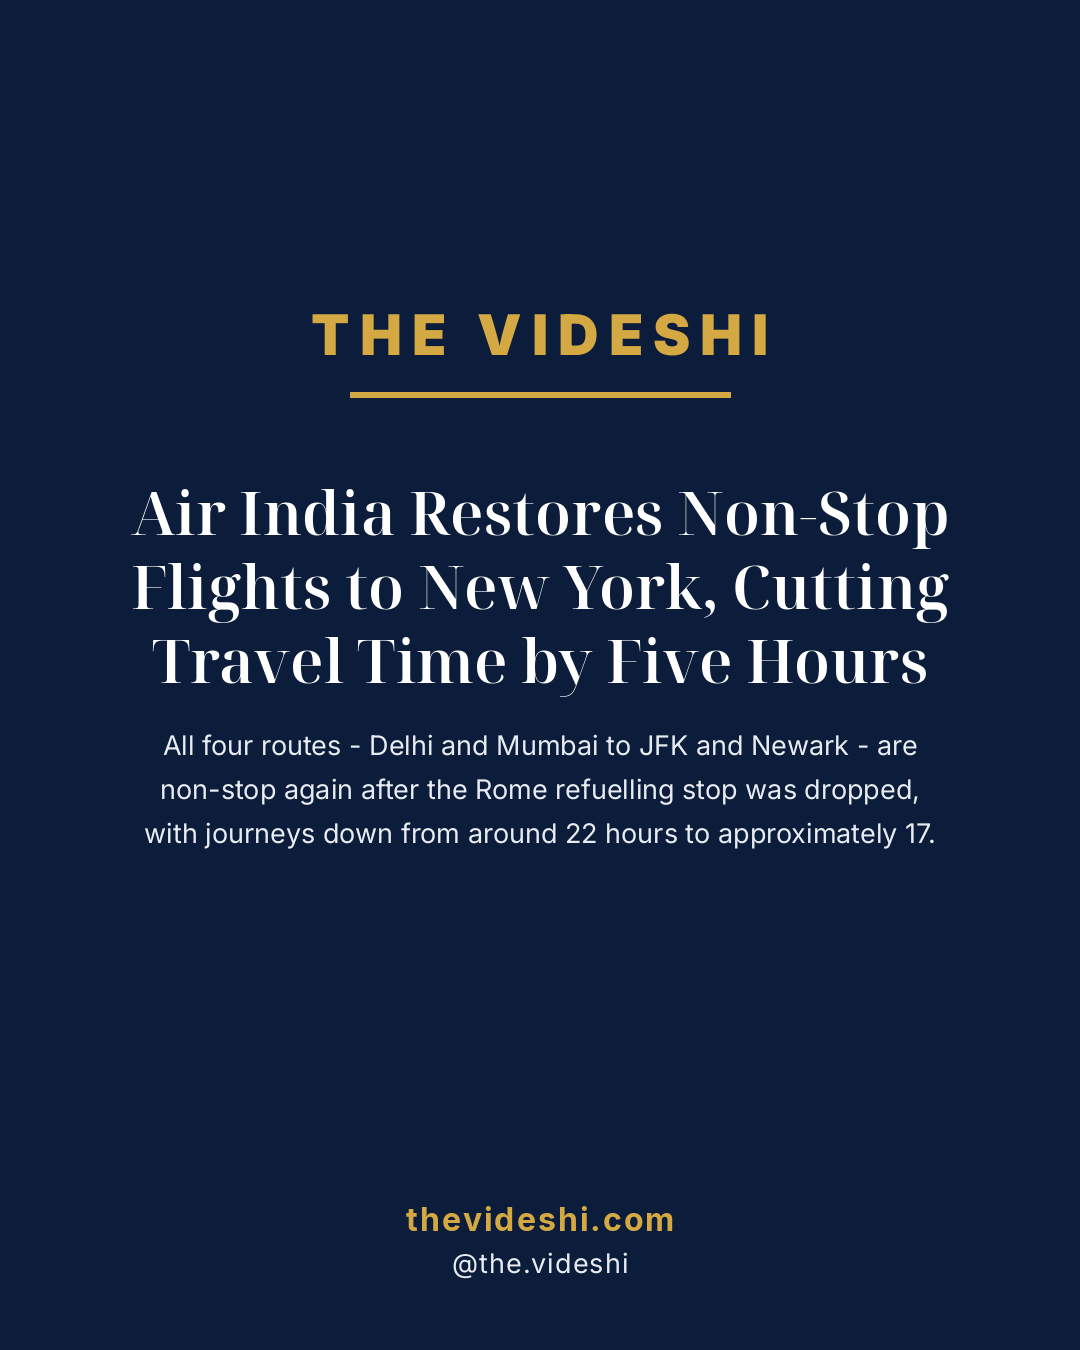 THE VIDESHI
Air India Restores Non-Stop
Flights to New York, Cutting
Travel Time by Five Hours
All four routes - Delhi and Mumbai to JFK and Newark - are
non-stop again after the Rome refuelling stop was dropped,
with journeys down from around 22 hours to approximately 17.
thevideshi.com
@the.videshi